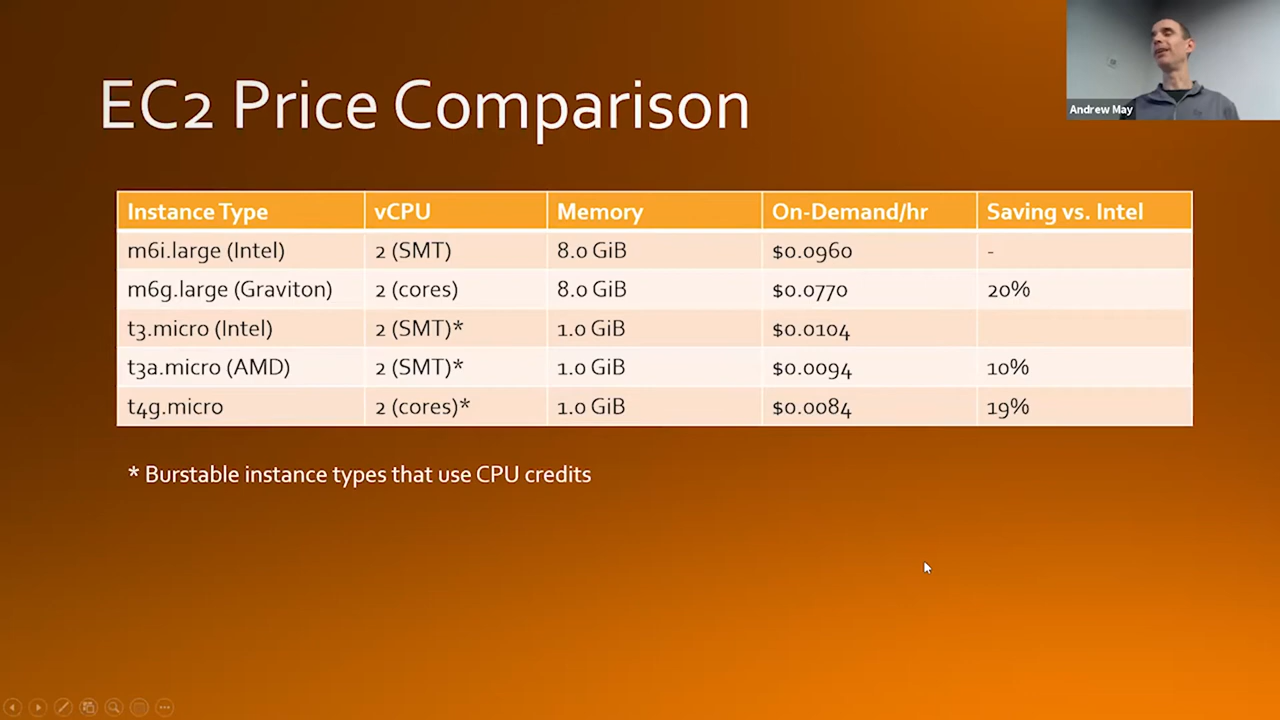 EC2 Price Comparison
Andrew May
Instance Type vCPU Memory On-Demand/hr Saving vs. Intel
m6i.large (Intel) 2 (SMT) 8.0 GiB $0.0960 -
m6g.large (Graviton) 2 (cores) 8.0 GiB $0.0770 20%
t3.micro (Intel) 2 (SMT)* 1.0 GiB $0.0104
t3a.micro (AMD) 2 (SMT)* 1.0 GiB $0.0094 10%
t4g.micro 2 (cores)* 1.0 GiB $0.0084 19%
* Burstable instance types that use CPU credits